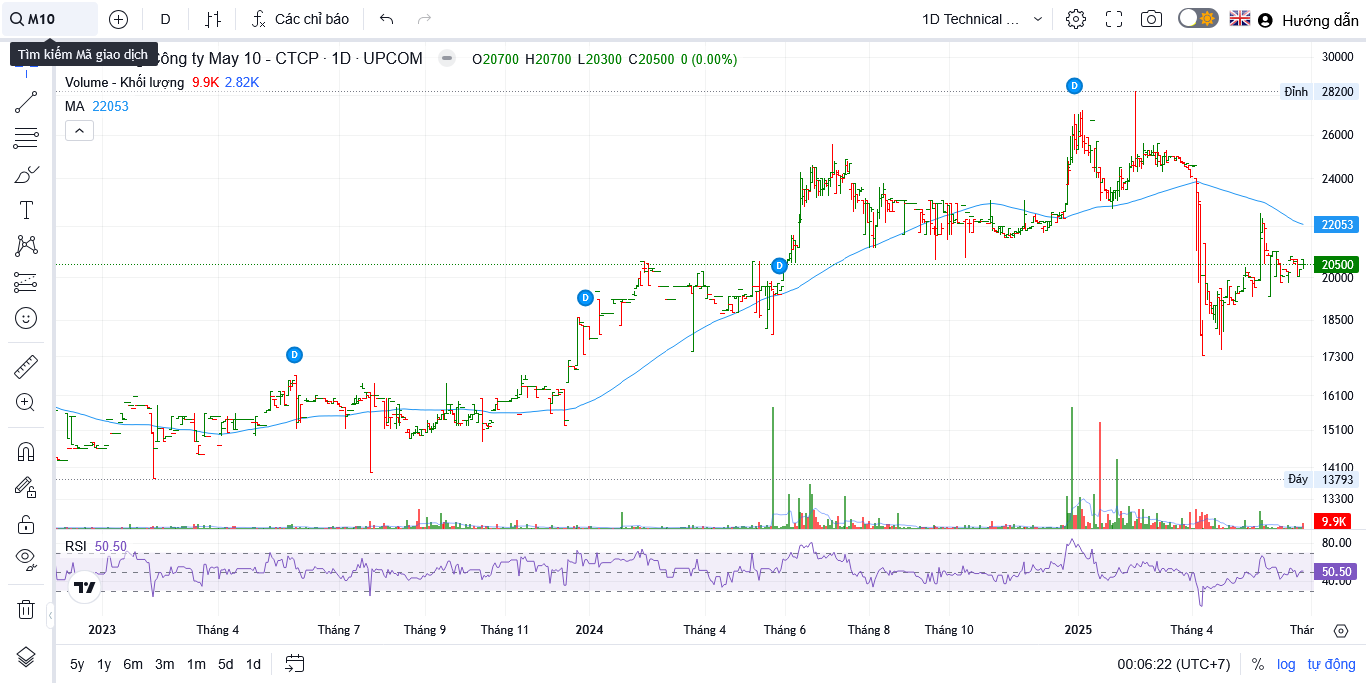 M10
D
Các chỉ báo
1D Technical ...
Hướng dẫn
Tìm kiếm Mã giao dịch
Công ty May 10 - CTCP · 1D · UPCOM
O20700 H20700 L20300 C20500 0 (0.00%)
Volume - Khối lượng 9.9K 2.82K
MA 22053
D
D
D
D
30000
Đỉnh 28200
26000
24000
22053
20500
20000
18500
17300
16100
15100
14100
Đáy 13793
13300
9.9K
RSI 50.50
80.00
50.50
40.00
2023
Tháng 4
Tháng 7
Tháng 9
Tháng 11
2024
Tháng 4
Tháng 6
Tháng 8
Tháng 10
2025
Tháng 4
Thár
5y 1y 6m 3m 1m 5d 1d
00:06:22 (UTC+7)
% log tự động